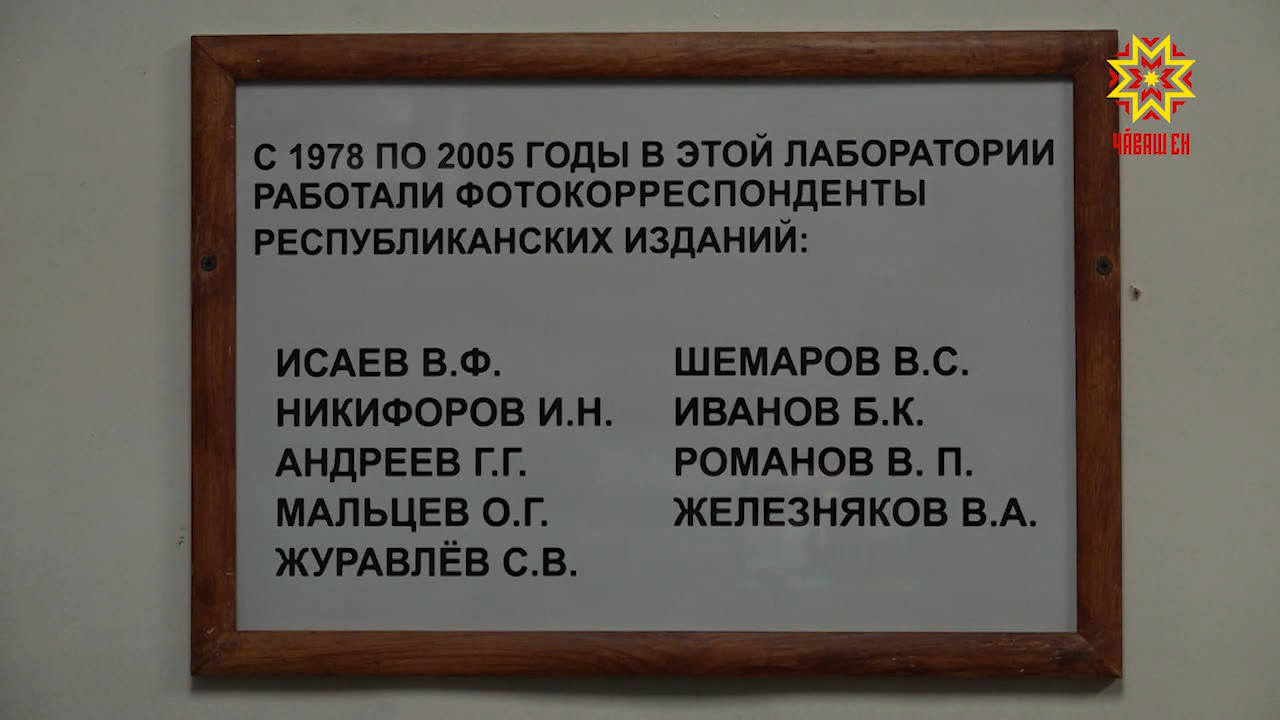 С 1978 ПО 2005 ГОДЫ В ЭТОЙ ЛАБОРАТОРИИ
РАБОТАЛИ ФОТОКОРРЕСПОНДЕНТЫ
РЕСПУБЛИКАНСКИХ ИЗДАНИЙ:
ИСАЕВ В.Ф.
НИКИФОРОВ И.Н.
АНДРЕЕВ Г.Г.
МАЛЬЦЕВ О.Г.
ЖУРАВЛЁВ С.В.
ШЕМАРОВ В.С.
ИВАНОВ Б.К.
РОМАНОВ В. П.
ЖЕЛЕЗНЯКОВ В.А.
ЧӐВАШ ЕН